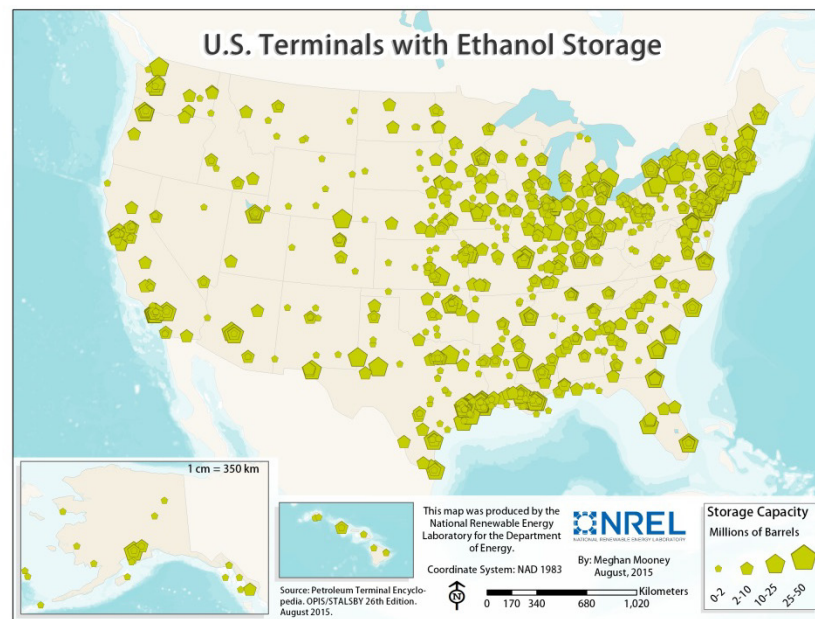 U.S. Terminals with Ethanol Storage
1 cm = 350 km
Source: Petroleum Terminal Encyclo-
pedia. OPIS/STALSBY 26th Edition.
August 2015.
This map was produced by the
National Renewable Energy
Laboratory for the Department
of Energy.
Coordinate System: NAD 1983
N
NREL
NATIONAL RENEWABLE ENERGY LABORATORY
By: Meghan Mooney
August, 2015
Kilometers
0 170 340 680 1,020
Storage Capacity
Millions of Barrels
0-2
2-10
10-25
25-50